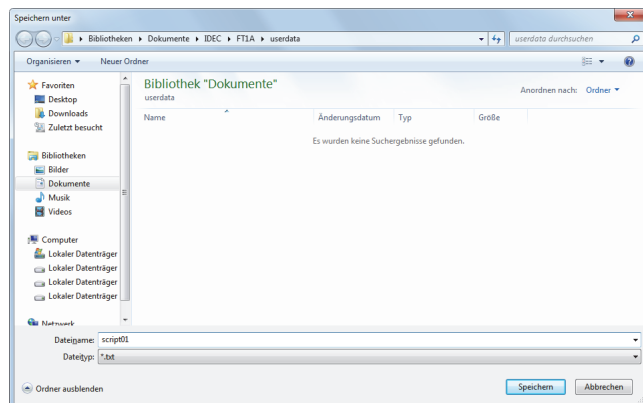 Speichern unter
Bibliotheken ▸ Dokumente ▸ IDEC ▸ FT1A ▸ userdata
userdata durchsuchen
Organisieren ▾ Neuer Ordner
Favoriten
Desktop
Downloads
Zuletzt besucht
Bibliotheken
Bilder
Dokumente
Musik
Videos
Computer
Lokaler Datenträger
Lokaler Datenträger
Lokaler Datenträger
Lokaler Datenträger
Netzwerk
Bibliothek "Dokumente"
userdata
Anordnen nach: Ordner ▾
Name Änderungsdatum Typ Größe
Es wurden keine Suchergebnisse gefunden.
Dateiname: script01
Dateityp: *.txt
Ordner ausblenden
Speichern Abbrechen